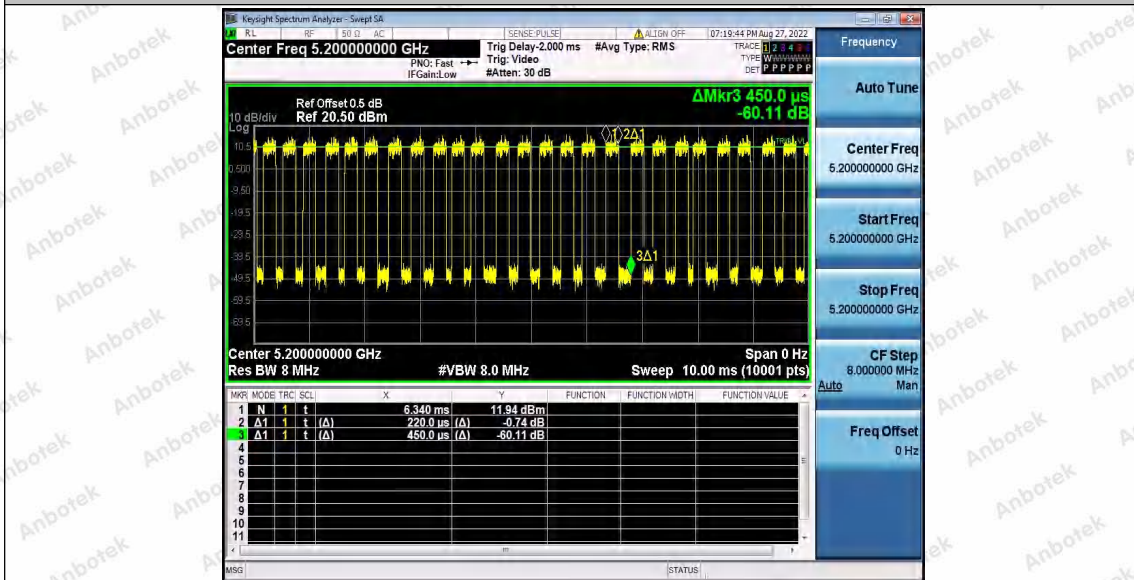 Keysight Spectrum Analyzer - Swept SA
RL RF 50 Ω AC SENSE:PULSE ALIGN OFF 07:19:44 PM Aug 27, 2022
Center Freq 5.200000000 GHz
Trig Delay-2.000 ms #Avg Type: RMS
PNO: Fast Trig: Video
IFGain:Low #Atten: 30 dB
TRACE 1 2 3 4 5 6
TYPE WWWWWW
DET P P P P P P
ΔMkr3 450.0 µs
-60.11 dB
Ref Offset 0.5 dB
10 dB/div Ref 20.50 dBm
Log
10.5
0.500
-9.50
-19.5
-29.5
-39.5
-49.5
-59.5
-69.5
1 2Δ1
3Δ1
Center 5.200000000 GHz Span 0 Hz
Res BW 8 MHz #VBW 8.0 MHz Sweep 10.00 ms (10001 pts)
MKR MODE TRC SCL X Y FUNCTION FUNCTION WIDTH FUNCTION VALUE
1 N 1 t 6.340 ms 11.94 dBm
2 Δ1 1 t (Δ) 220.0 µs (Δ) -0.74 dB
3 Δ1 1 t (Δ) 450.0 µs (Δ) -60.11 dB
4
5
6
7
8
9
10
11
MSG STATUS
Frequency
Auto Tune
Center Freq
5.200000000 GHz
Start Freq
5.200000000 GHz
Stop Freq
5.200000000 GHz
CF Step
8.000000 MHz
Auto Man
Freq Offset
0 Hz
Anbotek